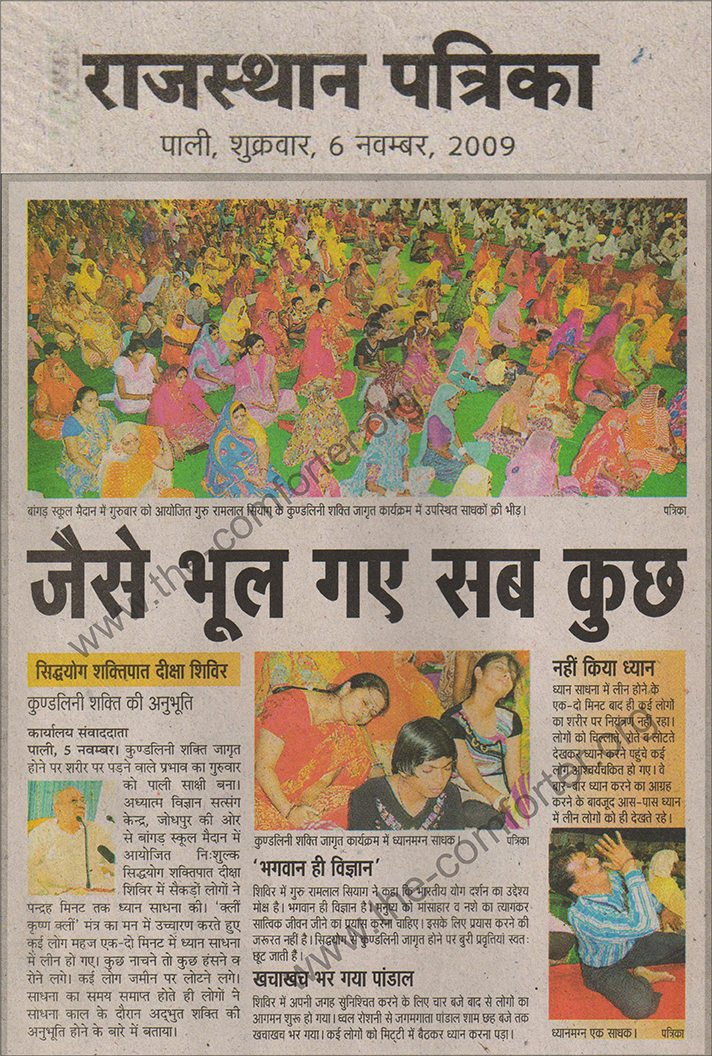 राजस्थान पत्रिका
पाली, शुक्रवार, 6 नवम्बर, 2009
बांगड़ स्कूल मैदान में गुरुवार को आयोजित गुरु रामलाल सियाग के कुण्डलिनी शक्ति जागृत कार्यक्रम में उपस्थित साधकों की भीड़। पत्रिका
जैसे भूल गए सब कुछ
सिद्धयोग शक्तिपात दीक्षा शिविर
कुण्डलिनी शक्ति की अनुभूति
कार्यालय संवाददाता
पाली, 5 नवम्बर। कुण्डलिनी शक्ति जागृत
होने पर शरीर पर पड़ने वाले प्रभाव का गुरुवार
को पाली साक्षी बना।
अध्यात्म विज्ञान सत्संग
केन्द्र, जोधपुर की ओर
से बांगड़ स्कूल मैदान में
आयोजित निःशुल्क
सिद्धयोग शक्तिपात दीक्षा
शिविर में सैकड़ों लोगों ने
पन्द्रह मिनट तक ध्यान साधना की। 'क्लीं
कृष्ण क्लीं' मंत्र का मन में उच्चारण करते हुए
कई लोग महज एक-दो मिनट में ध्यान साधना
में लीन हो गए। कुछ नाचने तो कुछ हंसने व
रोने लगे। कई लोग जमीन पर लोटने लगे।
साधना का समय समाप्त होते ही लोगों ने
साधना काल के दौरान अद्भुत शक्ति की
अनुभूति होने के बारे में बताया।
कुण्डलिनी शक्ति जागृत कार्यक्रम में ध्यानमग्न साधक। पत्रिका
'भगवान ही विज्ञान'
शिविर में गुरु रामलाल सियाग ने कहा कि भारतीय योग दर्शन का उद्देश्य
मोक्ष है। भगवान ही विज्ञान है। मनुष्य को मांसाहार व नशे का त्यागकर
सात्विक जीवन जीने का प्रयास करना चाहिए। इसके लिए प्रयास करने की
जरूरत नहीं है। सिद्धयोग में कुण्डलिनी जागृत होने पर बुरी प्रवृतियां स्वतः
छूट जाती है।
खचाखच भर गया पांडाल
शिविर में अपनी जगह सुनिश्चित करने के लिए चार बजे बाद से लोगों का
आगमन शुरू हो गया। ध्वल रोशनी से जगमगाता पांडाल शाम छह बजे तक
खचाखच भर गया। कई लोगों को मिट्टी में बैठकर ध्यान करना पड़ा।
नहीं किया ध्यान
ध्यान साधना में लीन होने के
एक-दो मिनट बाद ही कई लोगों
का शरीर पर नियंत्रण नहीं रहा।
लोगों को चिल्लाते, रोते व लोटते
देखकर ध्यान करने पहुंचे कई
लोग आश्चर्यचकित हो गए। वे
बार-बार ध्यान करने का आग्रह
करने के बावजूद आस-पास ध्यान
में लीन लोगों को ही देखते रहे।
ध्यानमग्न एक साधक। पत्रिका
www.the-comforter.org
www.the-comforter.org